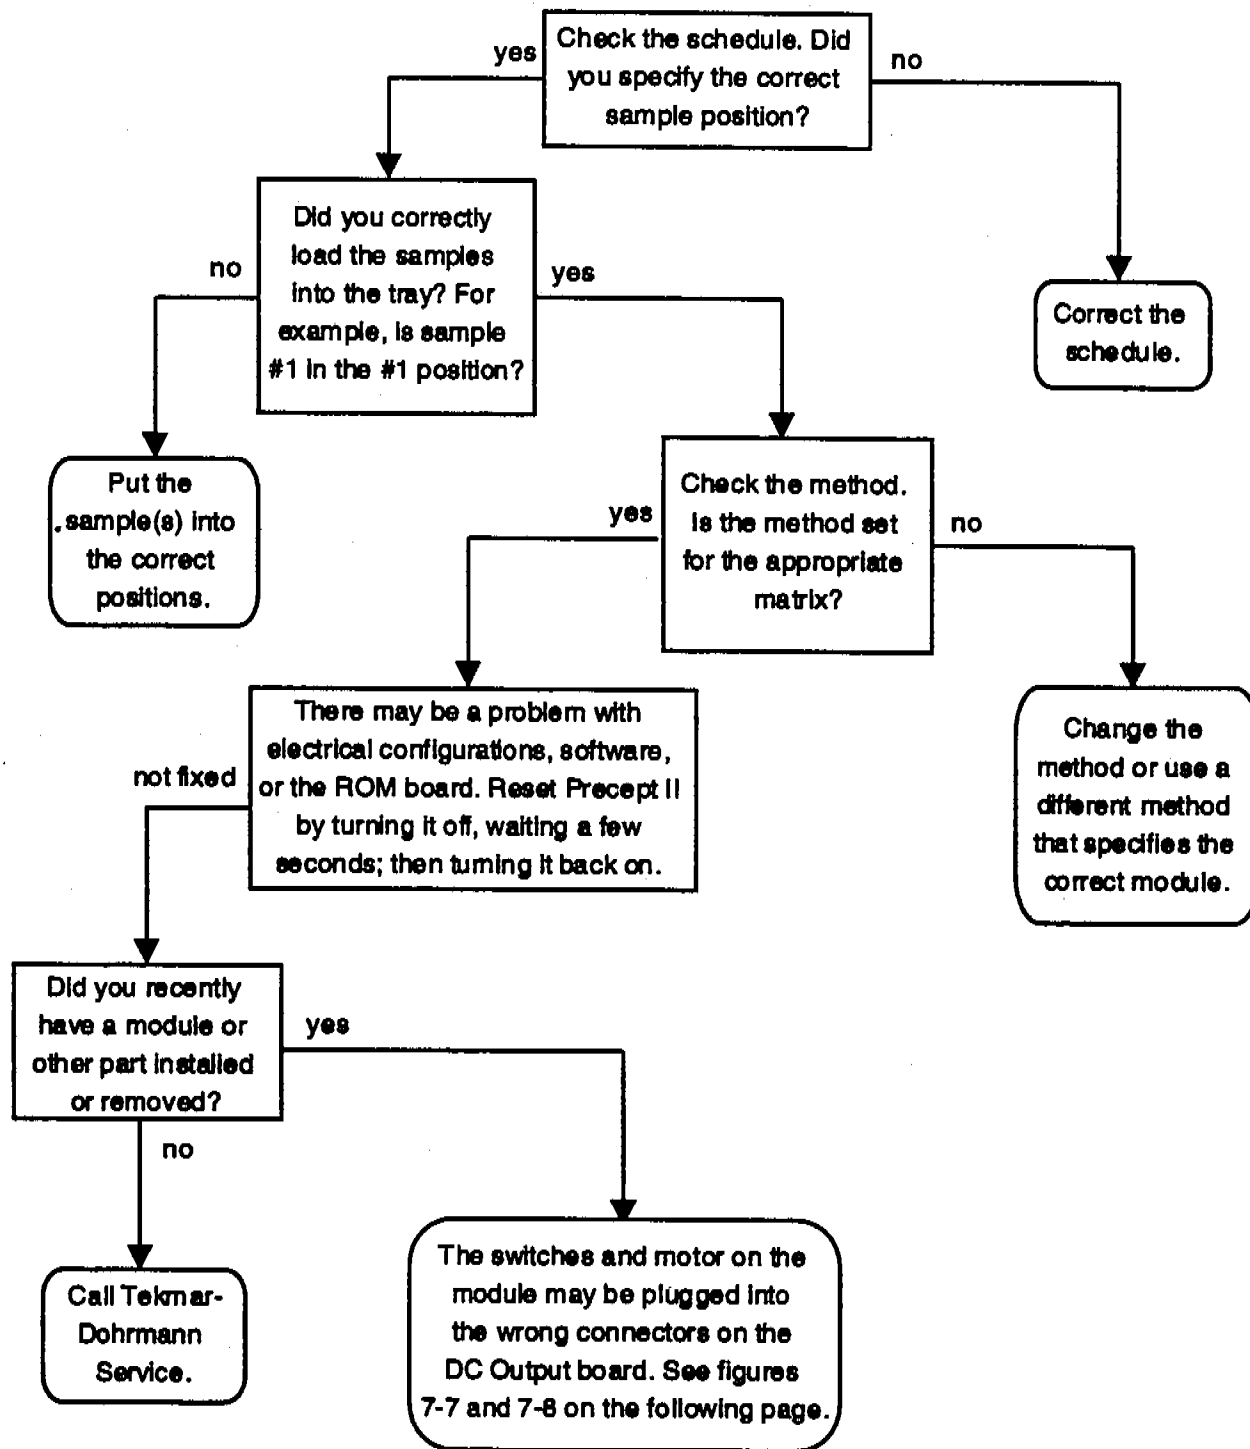 Check the schedule. Did
you specify the correct
sample position?
yes
no
Did you correctly
load the samples
into the tray? For
example, is sample
#1 in the #1 position?
no
yes
Correct the
schedule.
Put the
sample(s) into
the correct
positions.
Check the method.
Is the method set
for the appropriate
matrix?
yes
no
There may be a problem with
electrical configurations, software,
or the ROM board. Reset Precept II
by turning it off, waiting a few
seconds; then turning it back on.
not fixed
Change the
method or use a
different method
that specifies the
correct module.
Did you recently
have a module or
other part installed
or removed?
yes
no
Call Tekmar-
Dohrmann
Service.
The switches and motor on the
module may be plugged into
the wrong connectors on the
DC Output board. See figures
7-7 and 7-8 on the following page.